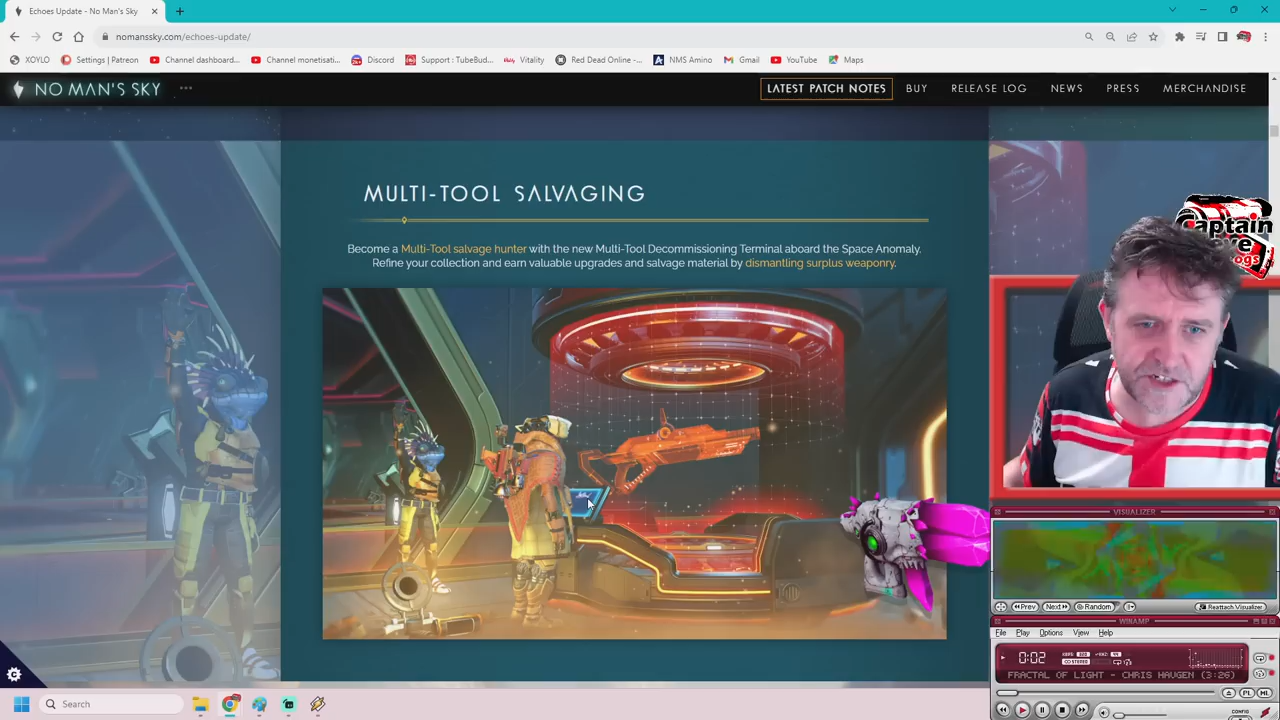 Echoes Update - No Man's Sky
nomanssky.com/echoes-update/
XOYLO
Settings | Patreon
Channel dashboard...
Channel monetisati...
Discord
Support : TubeBud...
Vitality
Red Dead Online -...
NMS Amino
Gmail
YouTube
Maps
NO MAN'S SKY
LATEST PATCH NOTES
BUY
RELEASE LOG
NEWS
PRESS
MERCHANDISE
MULTI-TOOL SALVAGING
Become a Multi-Tool salvage hunter with the new Multi-Tool Decommissioning Terminal aboard the Space Anomaly.
Refine your collection and earn valuable upgrades and salvage material by dismantling surplus weaponry.
Captain
VISUALIZER
Prev
Next
Random
Reattach Visualizer
WINAMP
File Play Options View Help
0:02
STEREO
FRACTAL OF LIGHT - CHRIS HAUGEN (3:26)
PL
ML
CONFIG
Search